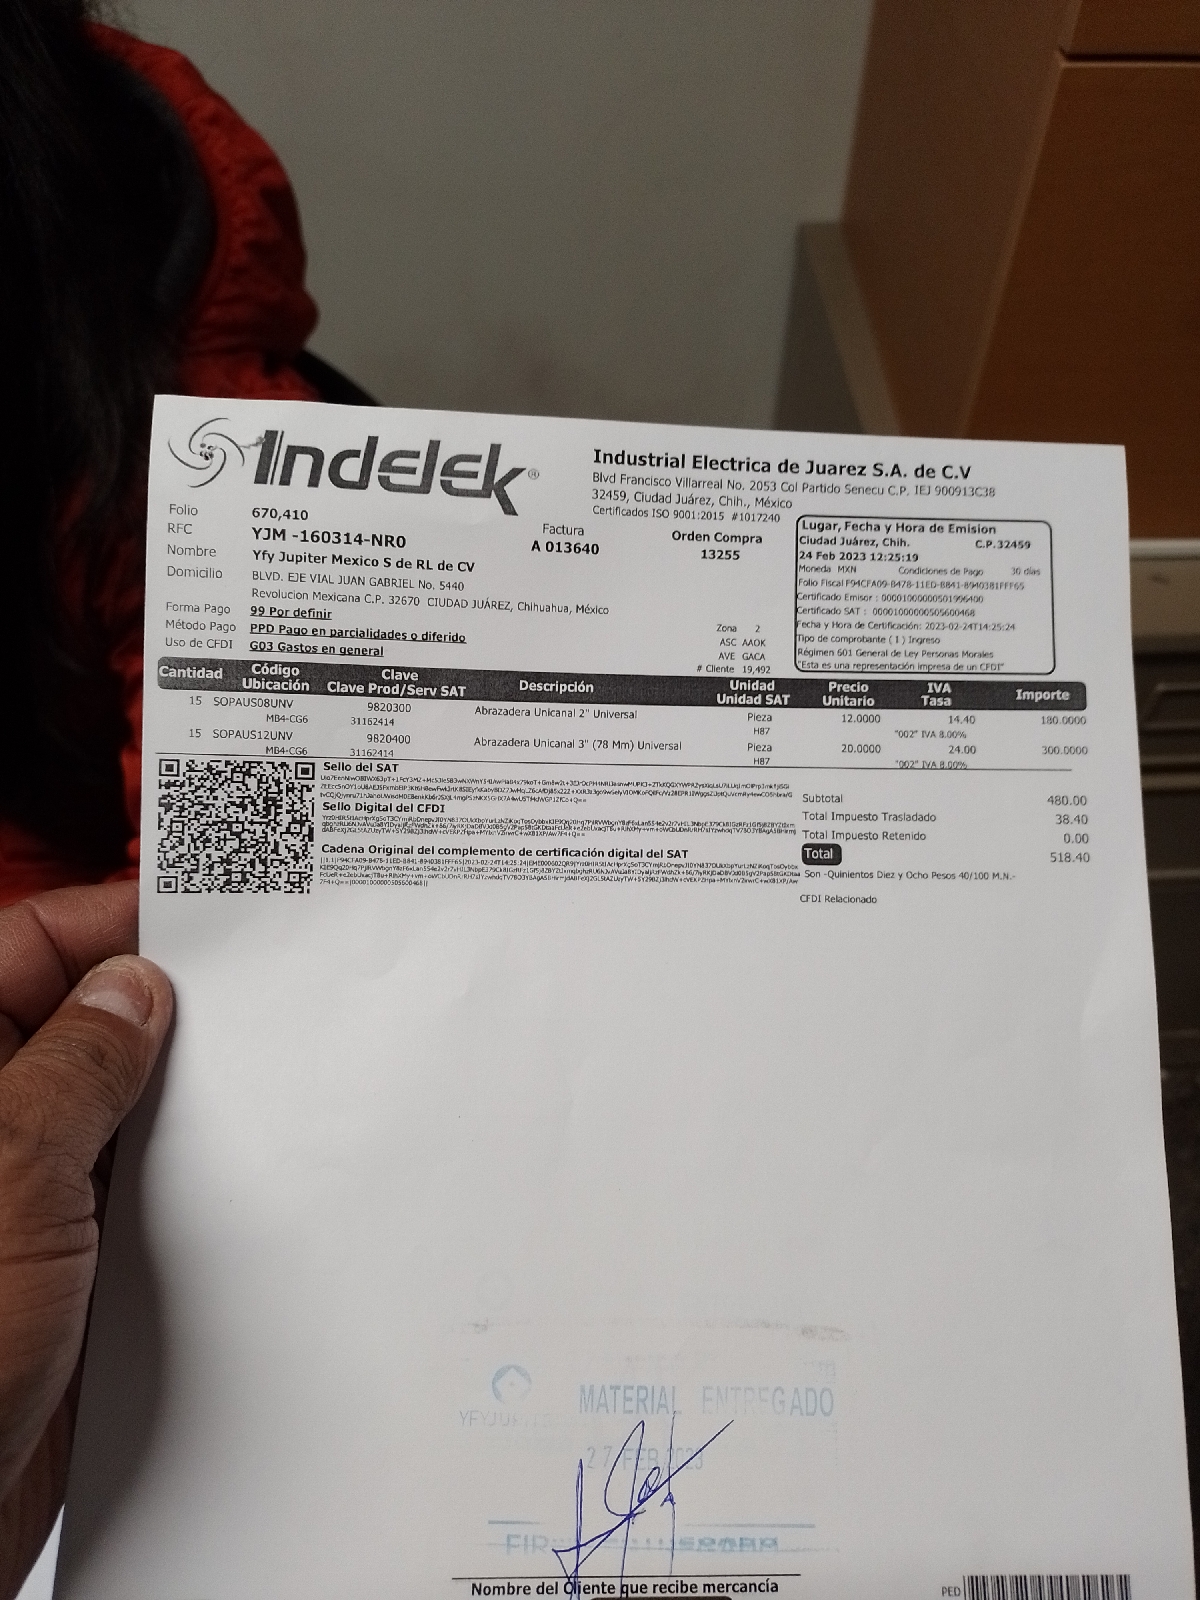 Indelek®
Industrial Electrica de Juarez S.A. de C.V
Blvd Francisco Villarreal No. 2053 Col Partido Senecu C.P. IEJ 900913C38
32459, Ciudad Juárez, Chih., México
Certificados ISO 9001:2015 #1017240
Folio 670,410
RFC YJM -160314-NR0
Nombre Yfy Jupiter Mexico S de RL de CV
Domicilio BLVD. EJE VIAL JUAN GABRIEL No. 5440
Revolucion Mexicana C.P. 32670 CIUDAD JUÁREZ, Chihuahua, México
Forma Pago 99 Por definir
Método Pago PPD Pago en parcialidades o diferido
Uso de CFDI G03 Gastos en general
Factura
A 013640
Orden Compra
13255
Zona 2
ASC AAOK
AVE GACA
# Cliente 19,492
Lugar, Fecha y Hora de Emision
Ciudad Juárez, Chih. C.P.32459
24 Feb 2023 12:25:19
Moneda MXN Condiciones de Pago 30 días
Folio Fiscal F94CFA09-B478-11ED-8841-8940381FFF65
Certificado Emisor : 00001000000501996400
Certificado SAT : 00001000000505600468
Fecha y Hora de Certificación: 2023-02-24T14:25:24
Tipo de comprobante ( I ) Ingreso
Régimen 601 General de Ley Personas Morales
"Esta es una representación impresa de un CFDI"
Cantidad Código Ubicación Clave Clave Prod/Serv SAT Descripción Unidad Unidad SAT Precio Unitario IVA Tasa Importe
15 SOPAUS08UNV 9820300 Abrazadera Unicanal 2" Universal Pieza 12.0000 14.40 180.0000
MB4-CG6 31162414 H87 "002" IVA 8.00%
15 SOPAUS12UNV 9820400 Abrazadera Unicanal 3" (78 Mm) Universal Pieza 20.0000 24.00 300.0000
MB4-CG6 31162414 H87 "002" IVA 8.00%
Sello del SAT
Sello Digital del CFDI
Cadena Original del complemento de certificación digital del SAT
Subtotal 480.00
Total Impuesto Trasladado 38.40
Total Impuesto Retenido 0.00
Total 518.40
Son -Quinientos Diez y Ocho Pesos 40/100 M.N.-
CFDI Relacionado
MATERIAL ENTREGADO
27 FEB 2023
Nombre del Cliente que recibe mercancía
PED